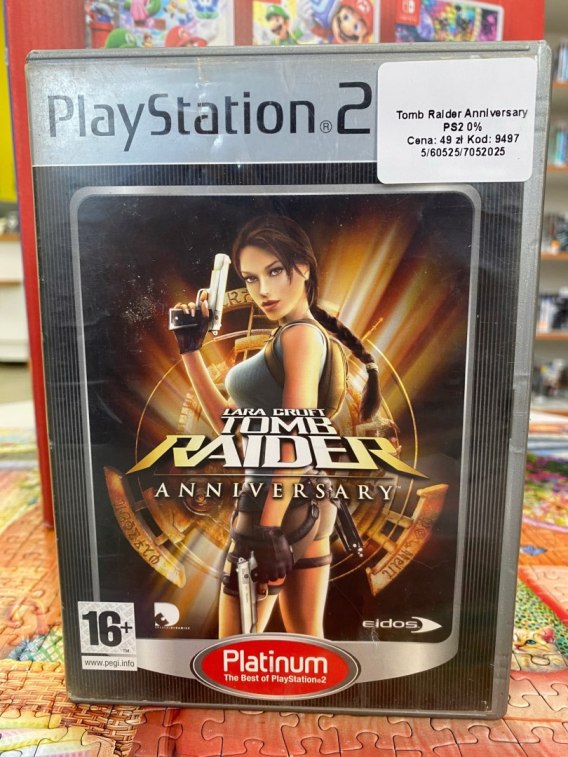 PlayStation®2
Tomb Raider Anniversary
PS2 0%
Cena: 49 zł Kod: 9497
5/60525/7052025
LARA CROFT
TOMB
RAIDER
ANNIVERSARY™
16+
www.pegi.info
eidos
Platinum
The Best of PlayStation®2